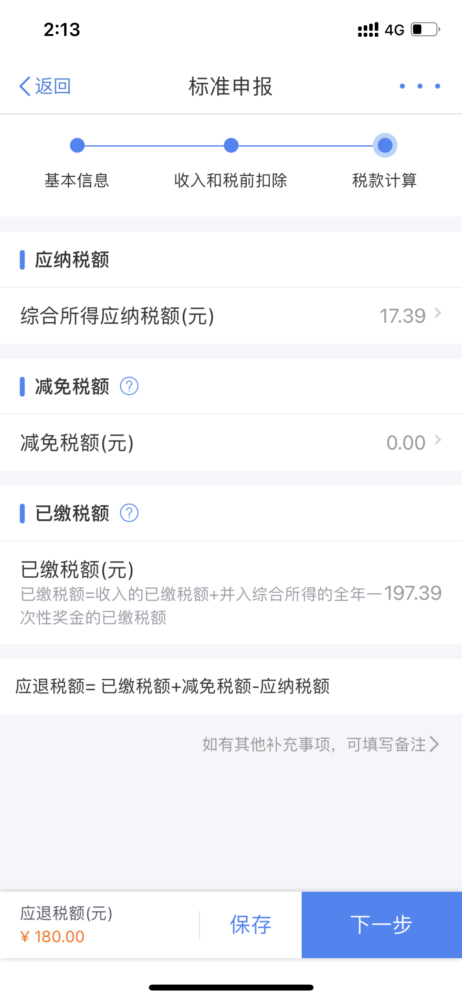 2:13
4G
返回
标准申报
基本信息
收入和税前扣除
税款计算
应纳税额
综合所得应纳税额(元)
17.39
减免税额
减免税额(元)
0.00
已缴税额
已缴税额(元)
已缴税额=收入的已缴税额+并入综合所得的全年一
次性奖金的已缴税额
197.39
应退税额= 已缴税额+减免税额-应纳税额
如有其他补充事项，可填写备注
应退税额(元)
¥ 180.00
保存
下一步